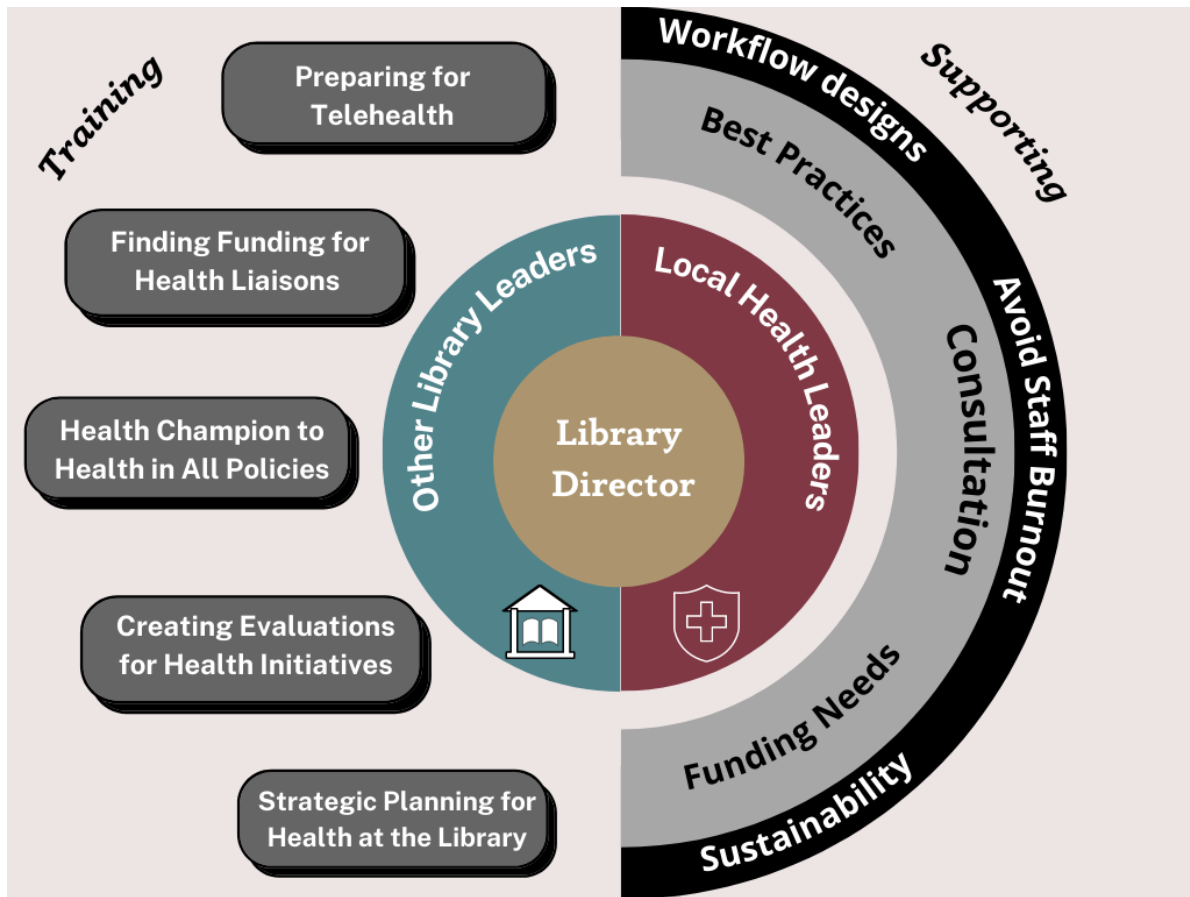 Training
Preparing for
Telehealth
Finding Funding for
Health Liaisons
Health Champion to
Health in All Policies
Creating Evaluations
for Health Initiatives
Strategic Planning for
Health at the Library
Other Library Leaders
Local Health Leaders
Library
Director
Best Practices
Consultation
Funding Needs
Workflow designs
Avoid Staff Burnout
Sustainability
Supporting